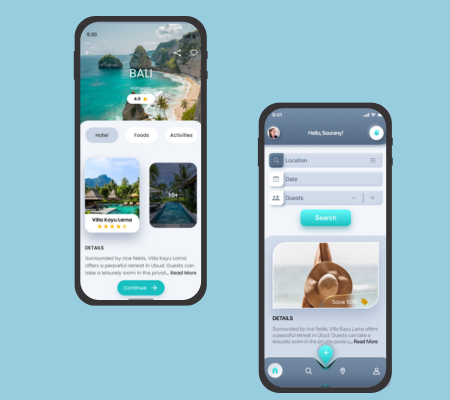 9:30
BALI
4.8
Hotel
Foods
Activities
10+
Villa Kayu Lama
DETAILS
Surrounded by rice fields, Villa Kayu Lama
offers a peaceful retreat in Ubud. Guests can
take a leisurely swim in the privat... Read More
Continue
9:41
Hello, Sourany!
Location
Date
Guests
Search
Save 50%
DETAILS
Surrounded by rice fields, Villa Kayu Lama offers
a peaceful retreat in Ubud. Guests can take a
leisurely swim in the private pools a... Read More